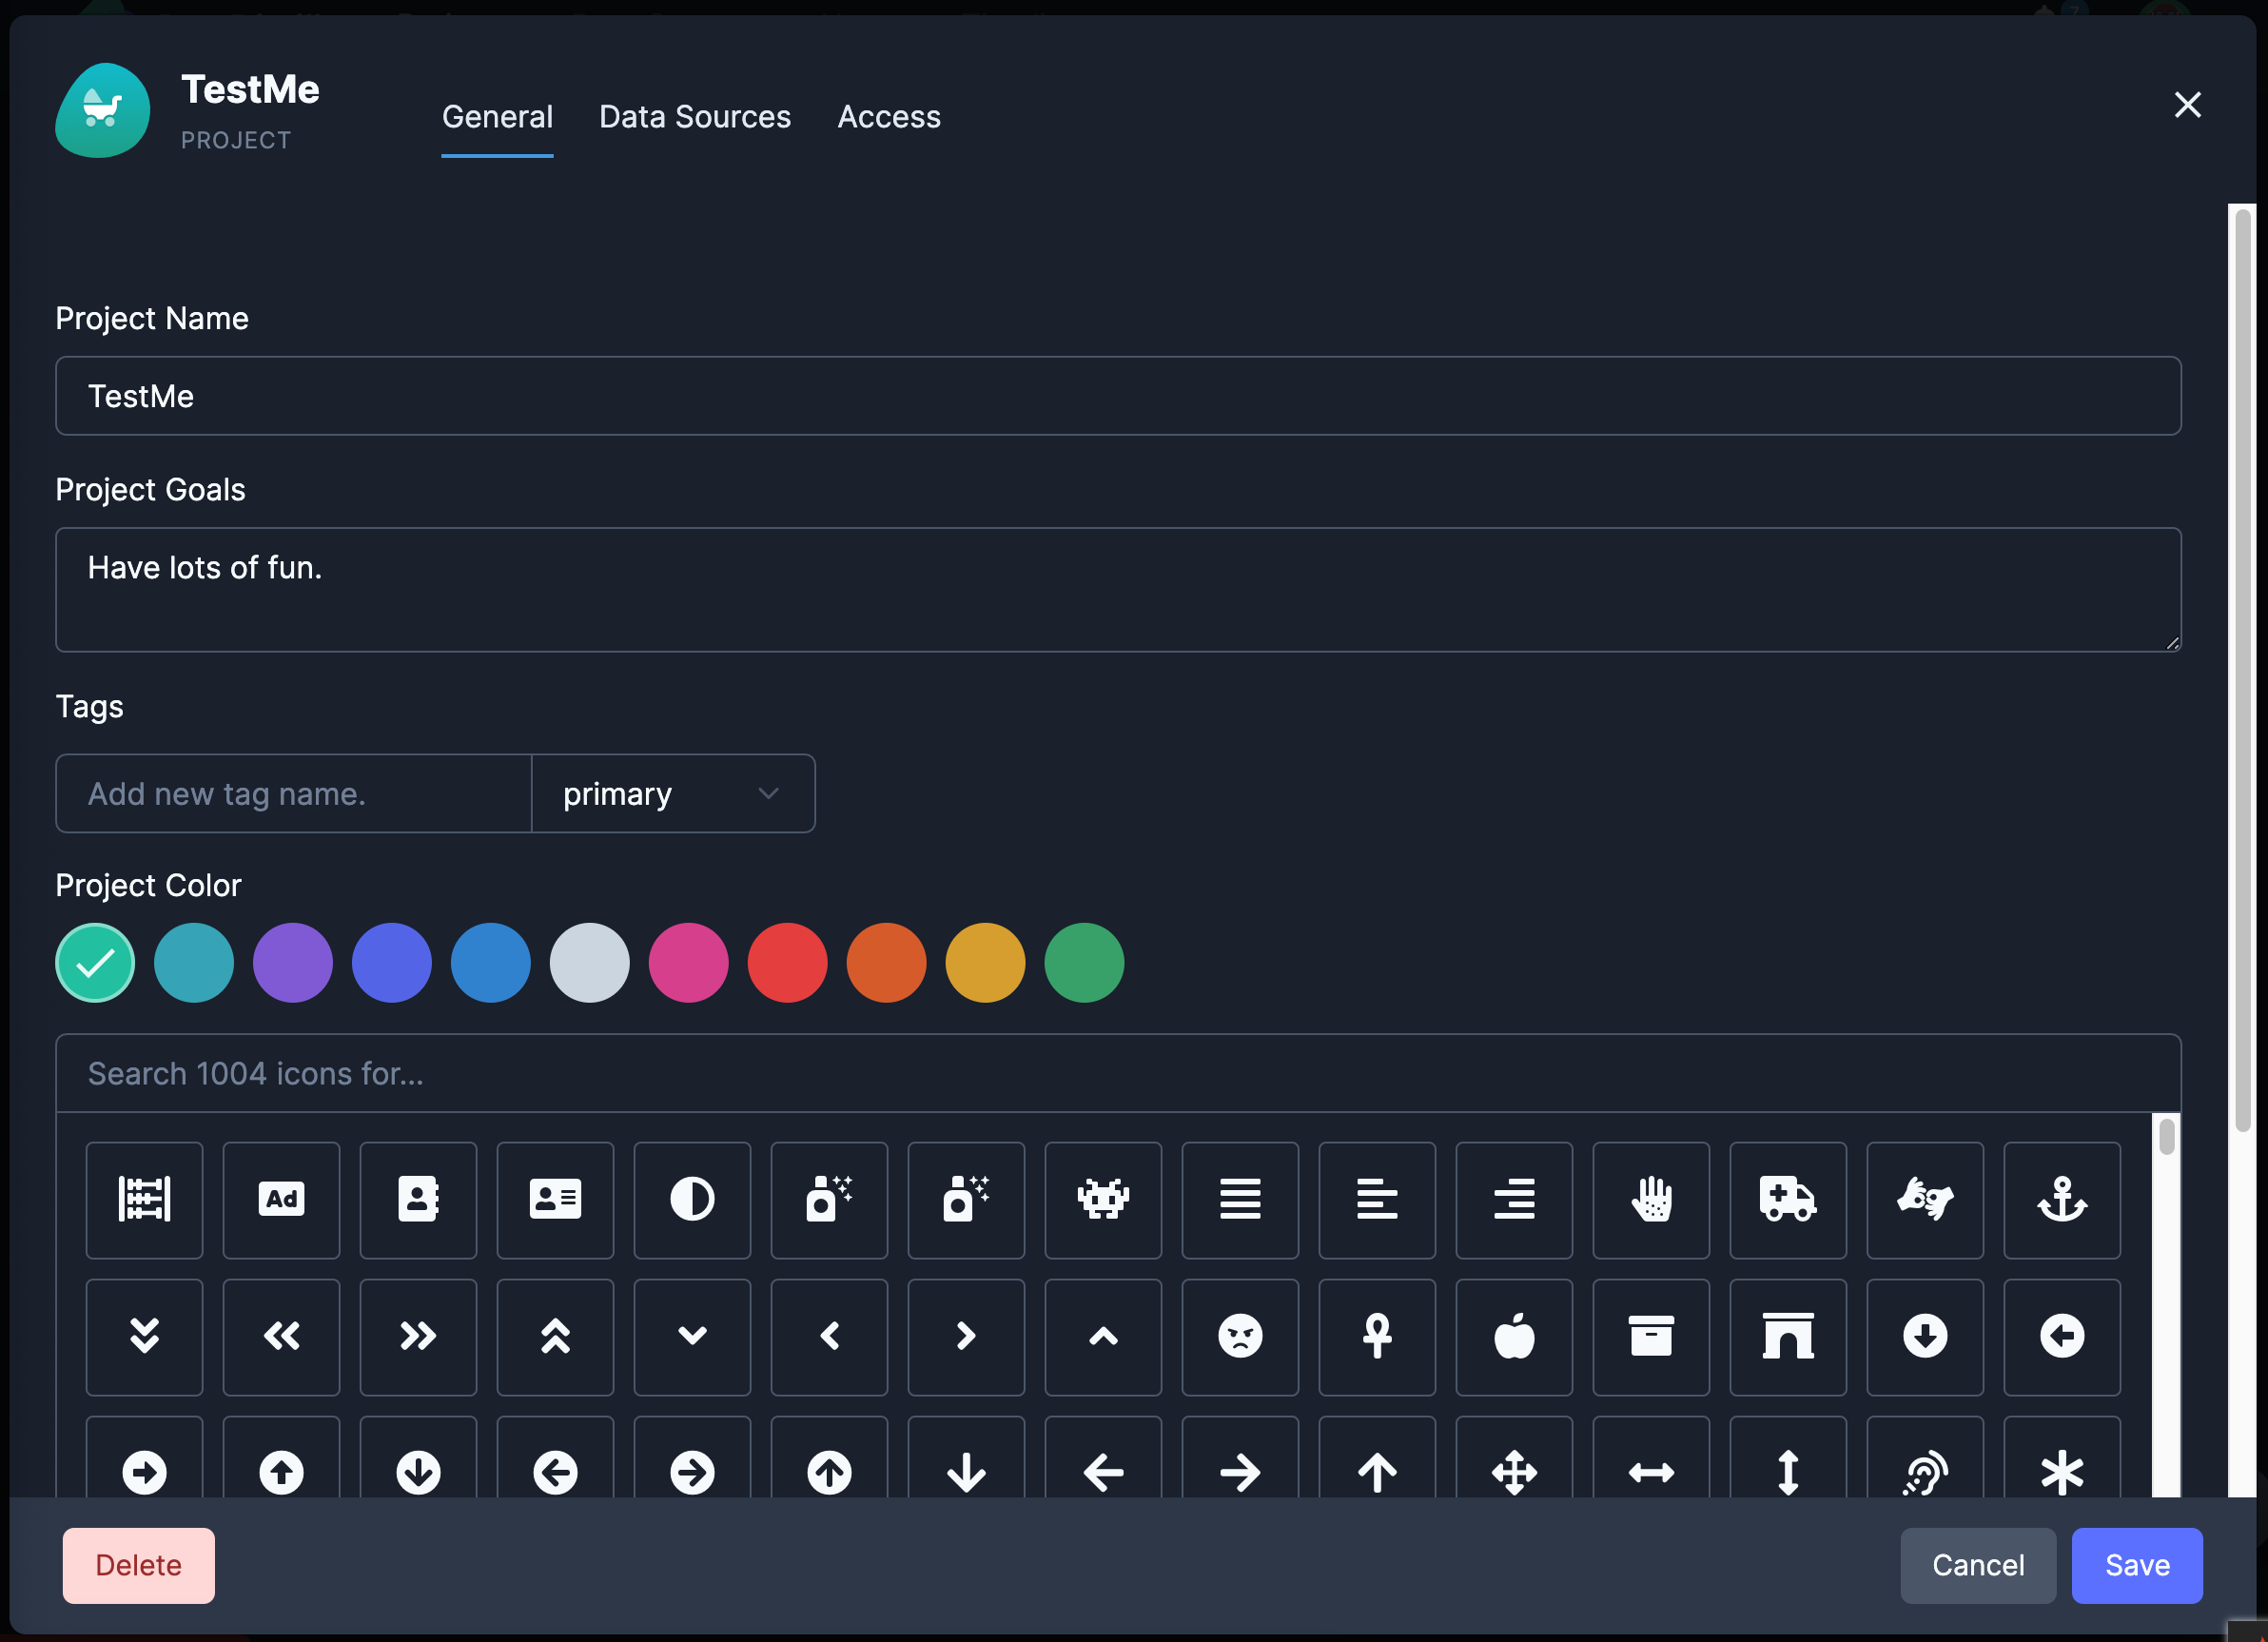 TestMe
PROJECT
General
Data Sources
Access
Project Name
TestMe
Project Goals
Have lots of fun.
Tags
Add new tag name.
primary
Project Color
Search 1004 icons for...
Ad
Delete
Cancel
Save